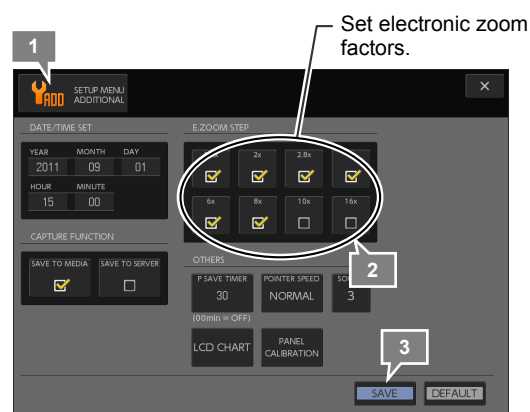 Set electronic zoom
factors.
1
ADD SETUP MENU
ADDITIONAL
×
DATE/TIME SET
E.ZOOM STEP
YEAR MONTH DAY
2011 09 01
HOUR MINUTE
15 00
2x 2.8x
6x 8x 10x 16x
CAPTURE FUNCTION
SAVE TO MEDIA SAVE TO SERVER
OTHERS
2
P SAVE TIMER POINTER SPEED
30 NORMAL 3
(00min = OFF)
LCD CHART
PANEL
CALIBRATION
3
SAVE DEFAULT